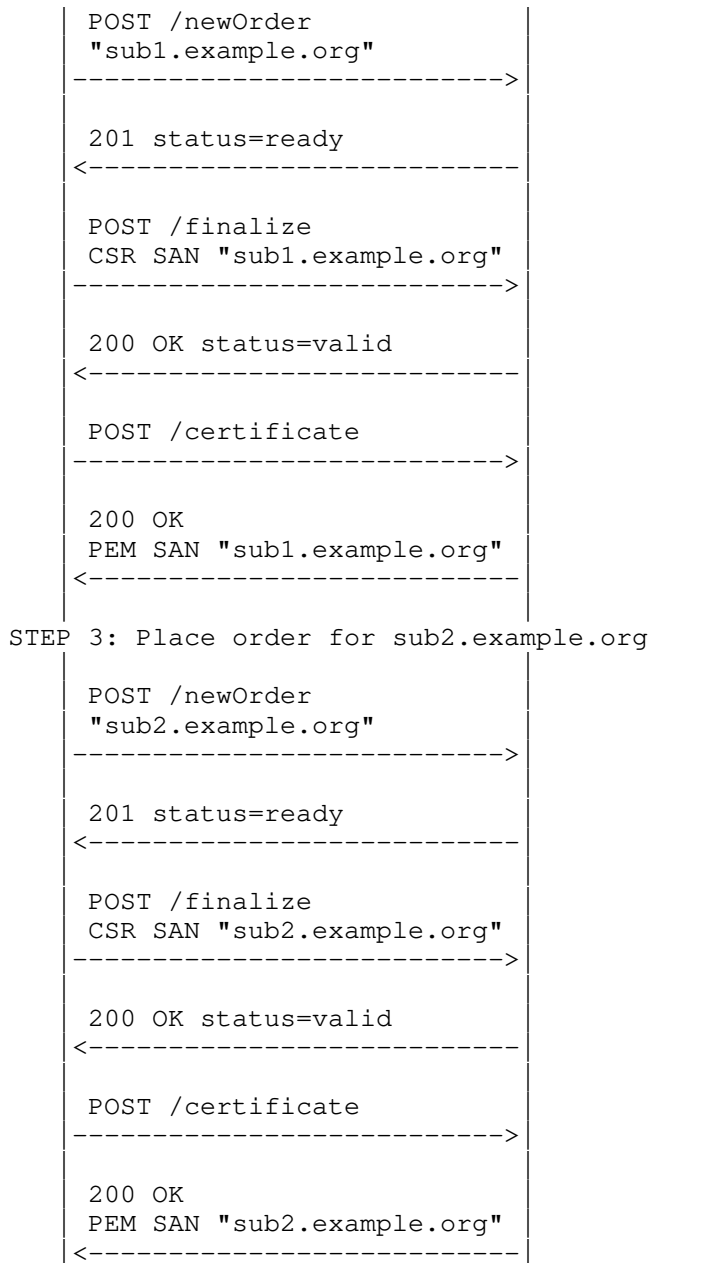 POST /newOrder
"sub1.example.org"
--------------------------->
201 status=ready
<---------------------------
POST /finalize
CSR SAN "sub1.example.org"
--------------------------->
200 OK status=valid
<---------------------------
POST /certificate
--------------------------->
200 OK
PEM SAN "sub1.example.org"
<---------------------------
STEP 3: Place order for sub2.example.org
POST /newOrder
"sub2.example.org"
--------------------------->
201 status=ready
<---------------------------
POST /finalize
CSR SAN "sub2.example.org"
--------------------------->
200 OK status=valid
<---------------------------
POST /certificate
--------------------------->
200 OK
PEM SAN "sub2.example.org"
<---------------------------